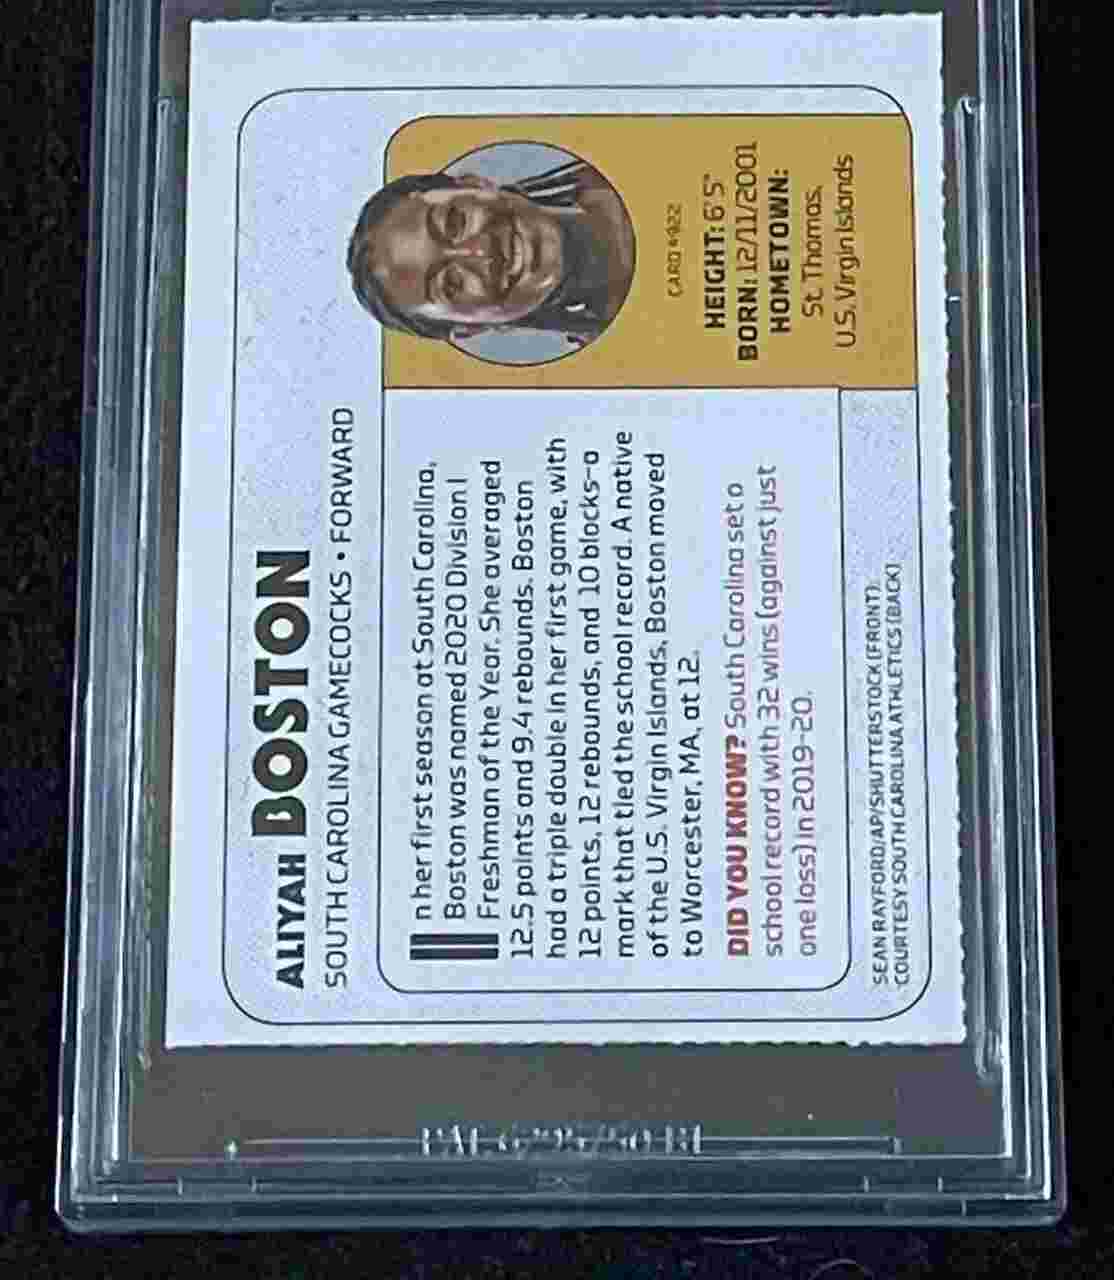 ALIYAH BOSTON
SOUTH CAROLINA GAMECOCKS • FORWARD
In her first season at South Carolina,
Boston was named 2020 Division I
Freshman of the Year. She averaged
12.5 points and 9.4 rebounds. Boston
had a triple double in her first game, with
12 points, 12 rebounds, and 10 blocks—a
mark that tied the school record. A native
of the U.S. Virgin Islands, Boston moved
to Worcester, MA, at 12.
DID YOU KNOW? South Carolina set a
school record with 32 wins (against just
one loss) in 2019-20.
CARD #922
HEIGHT: 6'5"
BORN: 12/11/2001
HOMETOWN:
St. Thomas,
U.S. Virgin Islands
SEAN RAYFORD/AP/SHUTTERSTOCK (FRONT);
COURTESY SOUTH CAROLINA ATHLETICS (BACK)